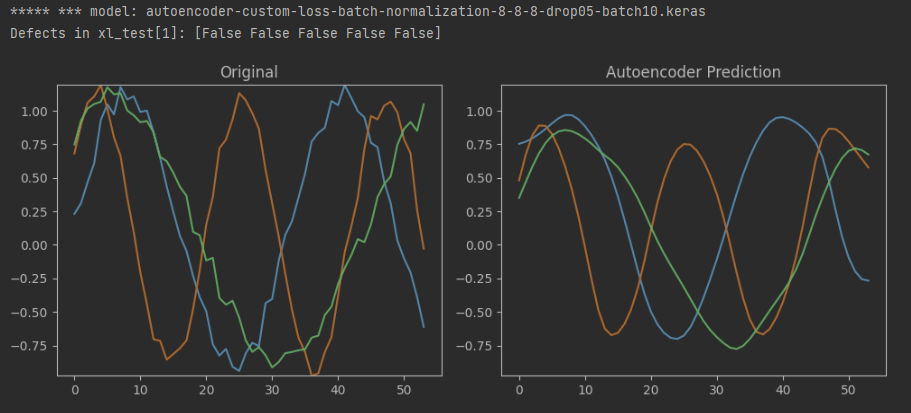 ***** *** model: autoencoder-custom-loss-batch-normalization-8-8-8-drop05-batch10.keras
Defects in xl_test[1]: [False False False False False]
Original
Autoencoder Prediction
1.00
0.75
0.50
0.25
0.00
−0.25
−0.50
−0.75
0 10 20 30 40 50
1.00
0.75
0.50
0.25
0.00
−0.25
−0.50
−0.75
0 10 20 30 40 50